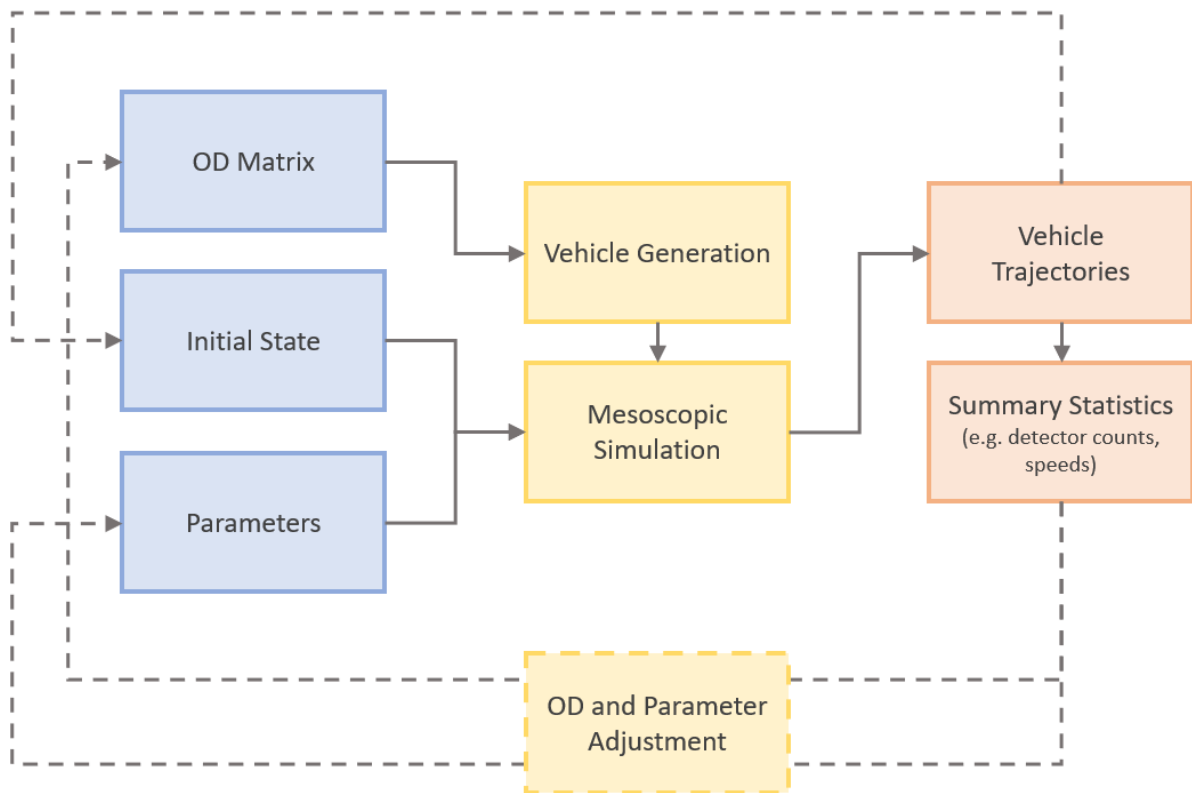 OD Matrix
Initial State
Parameters
Vehicle Generation
Mesoscopic
Simulation
Vehicle
Trajectories
Summary Statistics
(e.g. detector counts,
speeds)
OD and Parameter
Adjustment